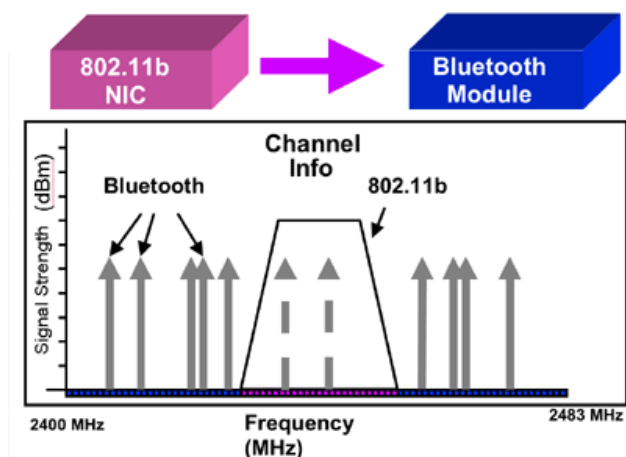 802.11b
NIC
Bluetooth
Module
Channel
Info
Bluetooth
802.11b
Signal Strength (dBm)
2400 MHz
Frequency
(MHz)
2483 MHz